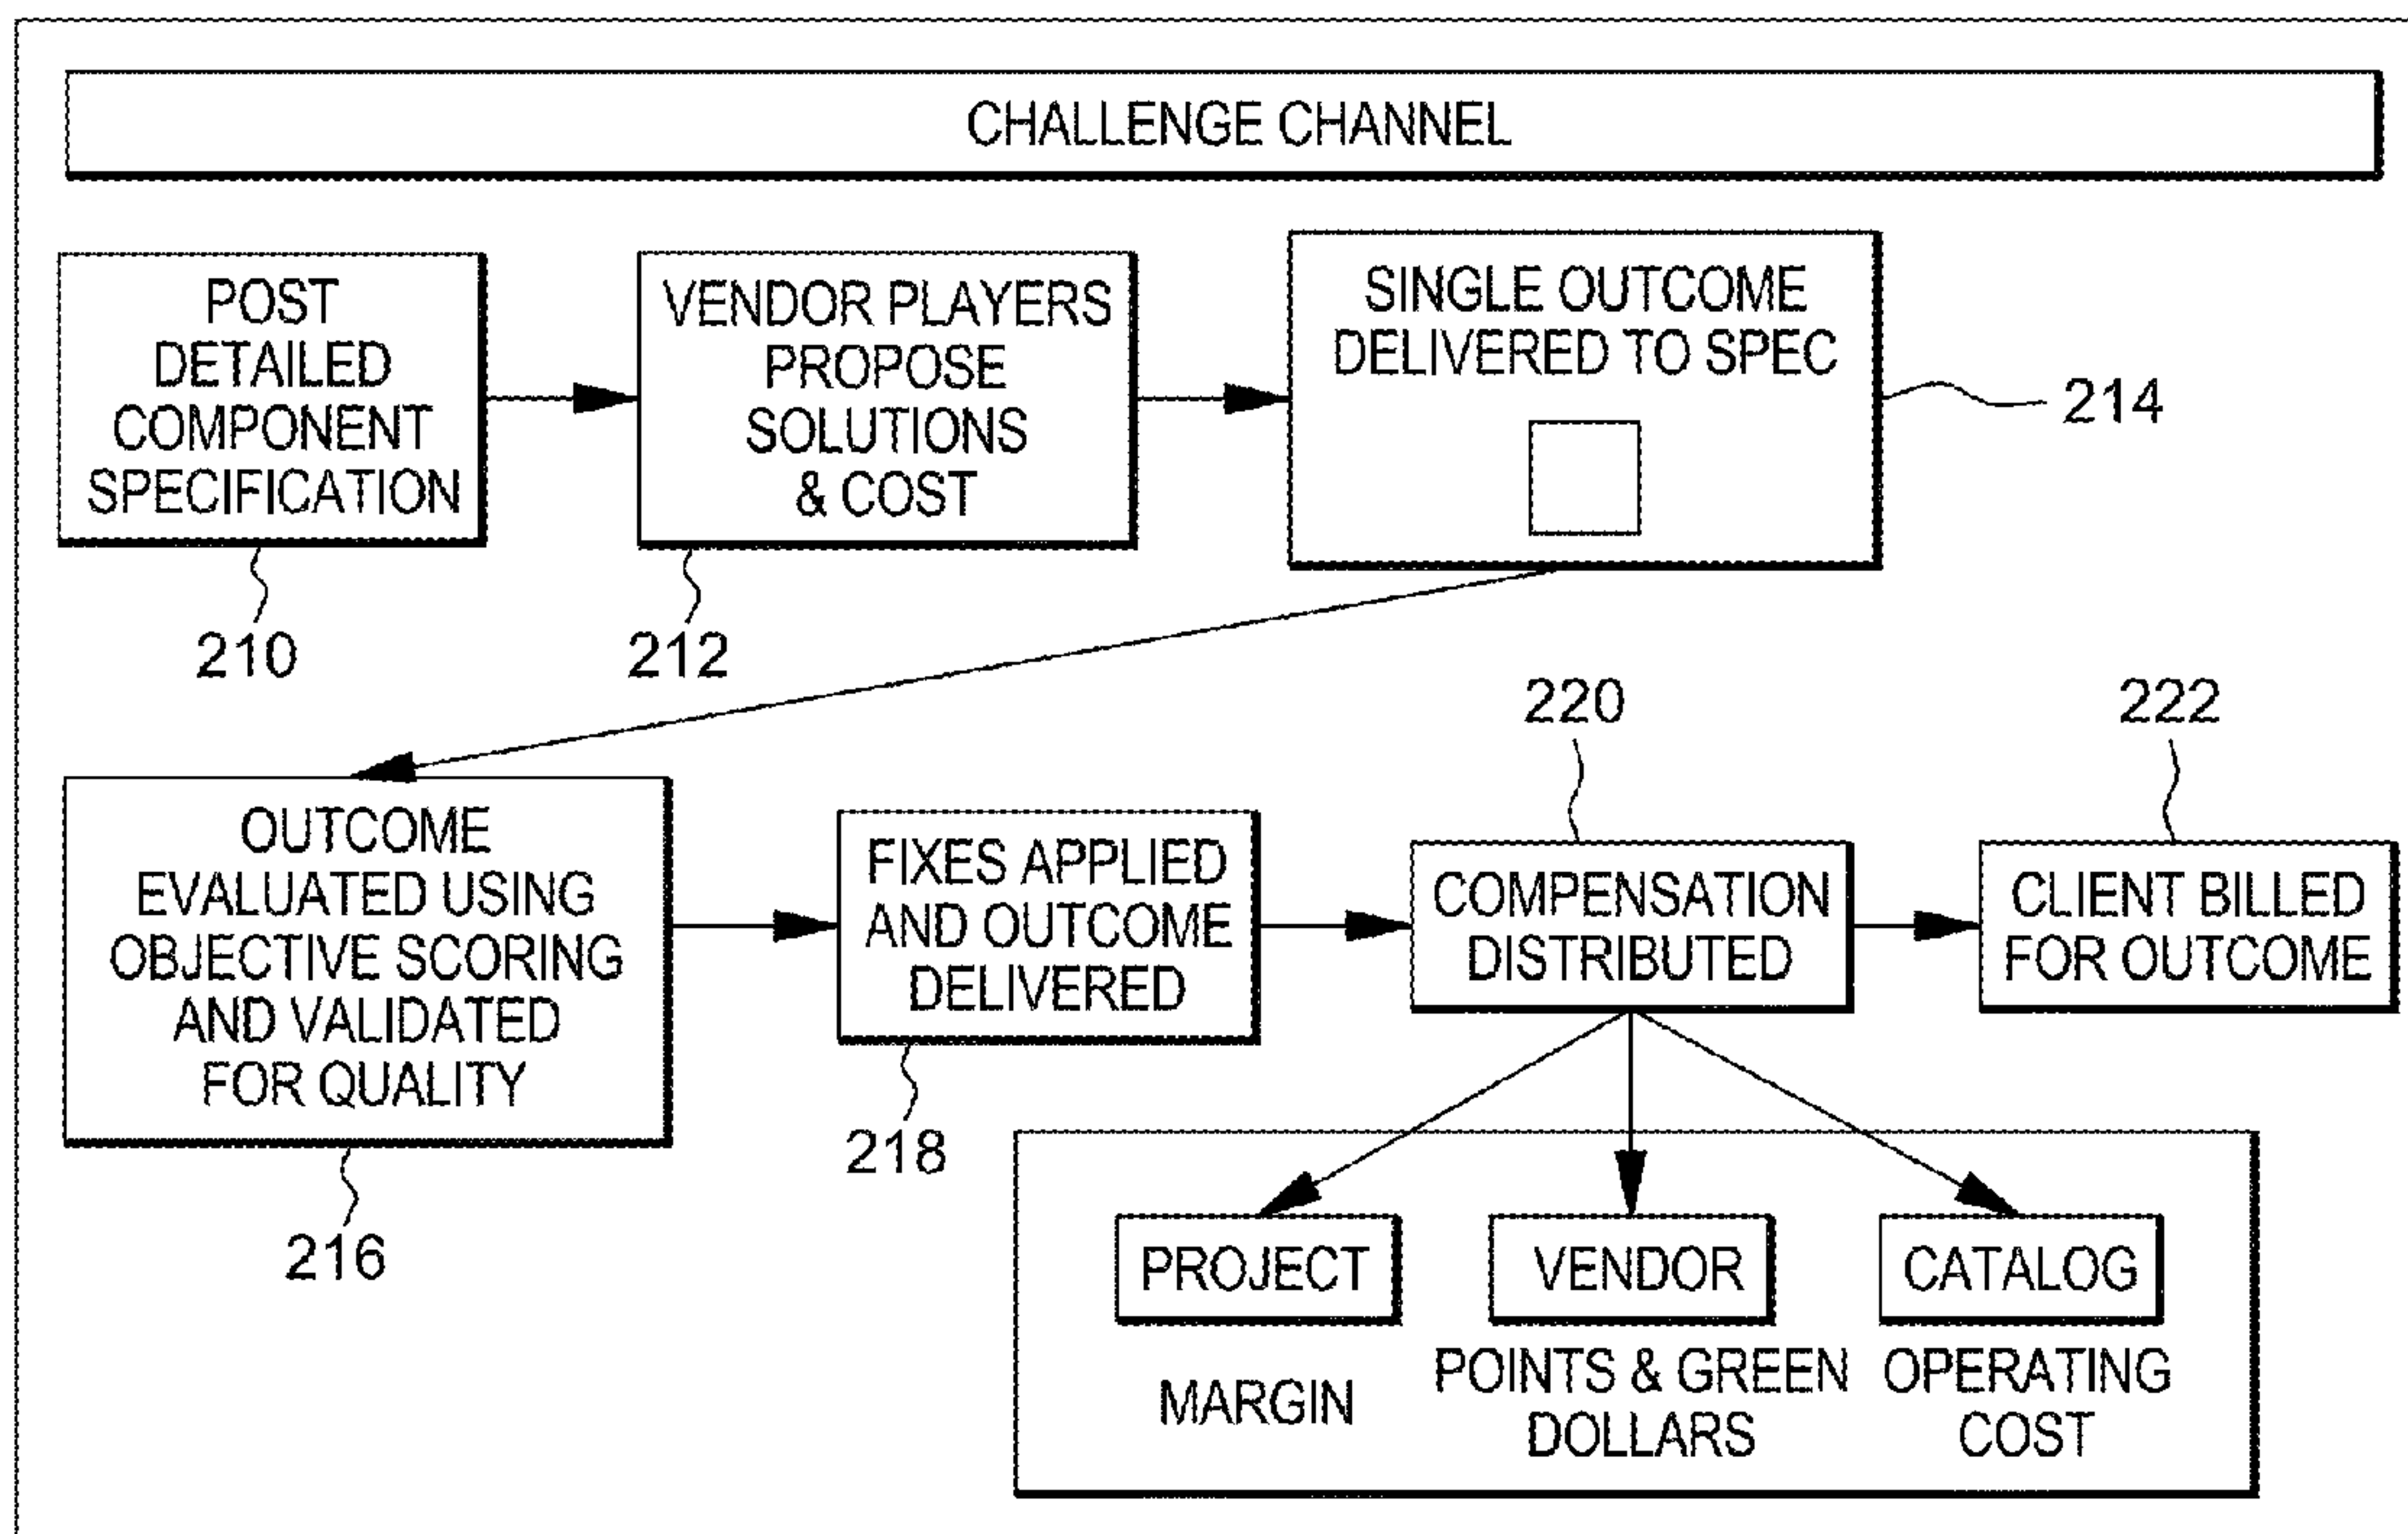 CHALLENGE CHANNEL
POST
DETAILED
COMPONENT
SPECIFICATION
210
VENDOR PLAYERS
PROPOSE
SOLUTIONS
& COST
212
SINGLE OUTCOME
DELIVERED TO SPEC
214
OUTCOME
EVALUATED USING
OBJECTIVE SCORING
AND VALIDATED
FOR QUALITY
216
FIXES APPLIED
AND OUTCOME
DELIVERED
218
220
COMPENSATION
DISTRIBUTED
222
CLIENT BILLED
FOR OUTCOME
PROJECT
MARGIN
VENDOR
POINTS & GREEN
DOLLARS
CATALOG
OPERATING
COST